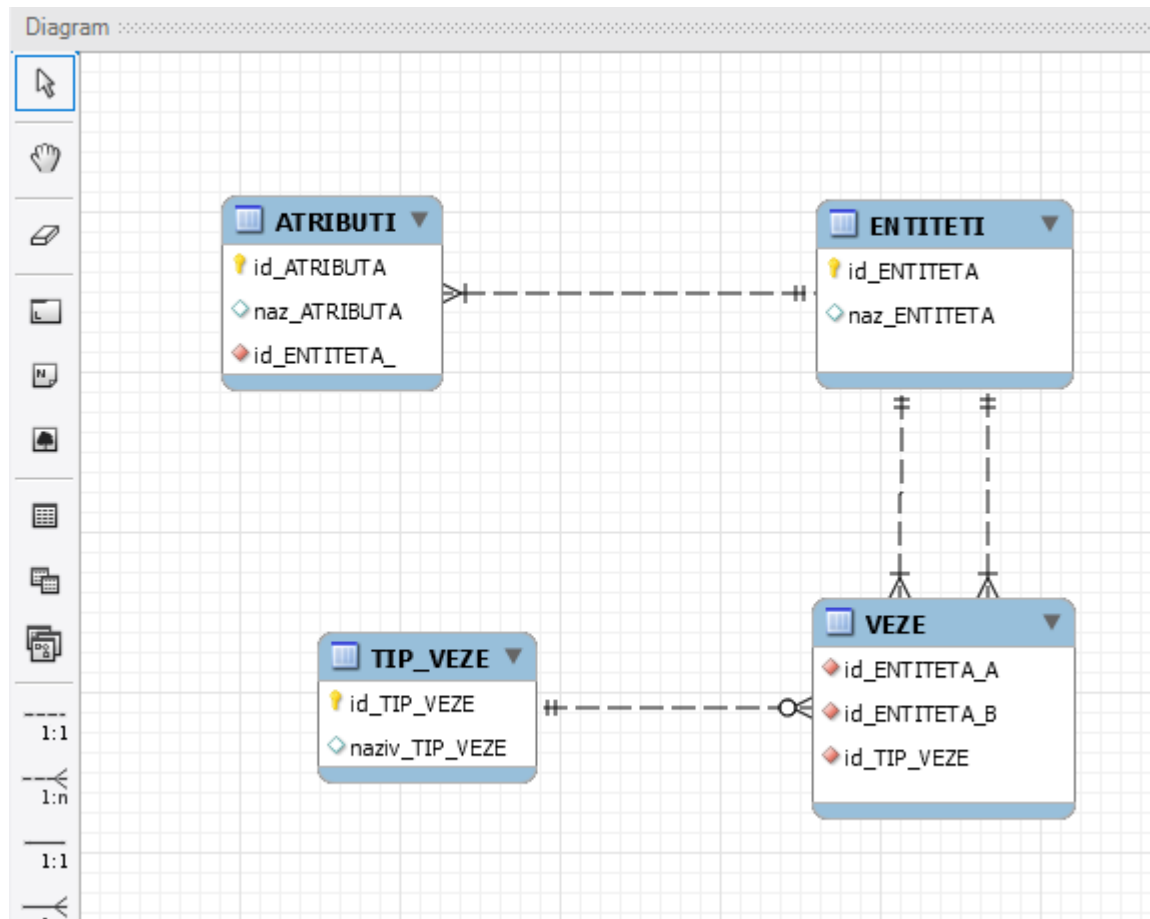 Diagram
ATRIBUTI
id_ATRIBUTA
naz_ATRIBUTA
id_ENTITETA_
ENTITETI
id_ENTITETA
naz_ENTITETA
TIP_VEZE
id_TIP_VEZE
naziv_TIP_VEZE
VEZE
id_ENTITETA_A
id_ENTITETA_B
id_TIP_VEZE
1:1
1:n
1:1